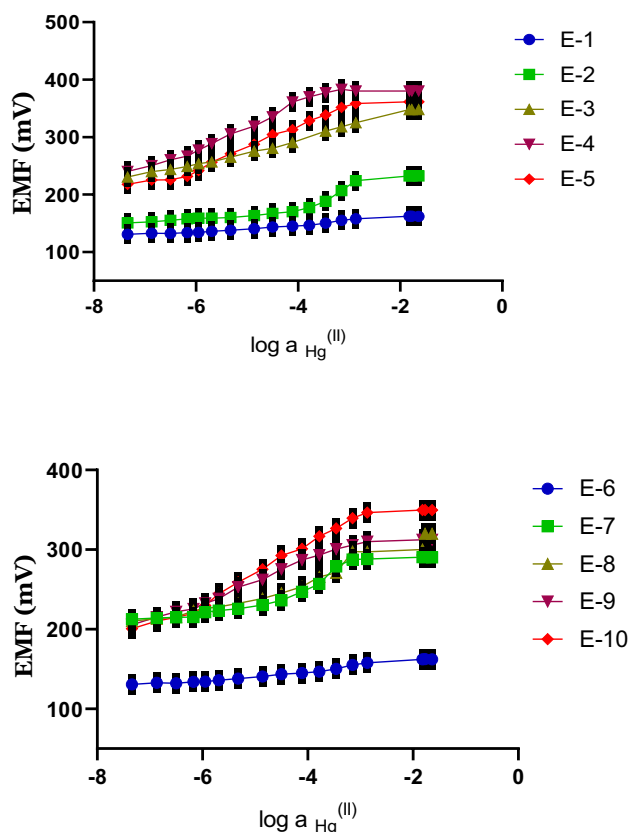 500
400
300
200
100
EMF (mV)
-8
-6
-4
-2
0
log a Hg(II)
E-1
E-2
E-3
E-4
E-5
400
300
200
100
EMF (mV)
-8
-6
-4
-2
0
log a Hg(II)
E-6
E-7
E-8
E-9
E-10